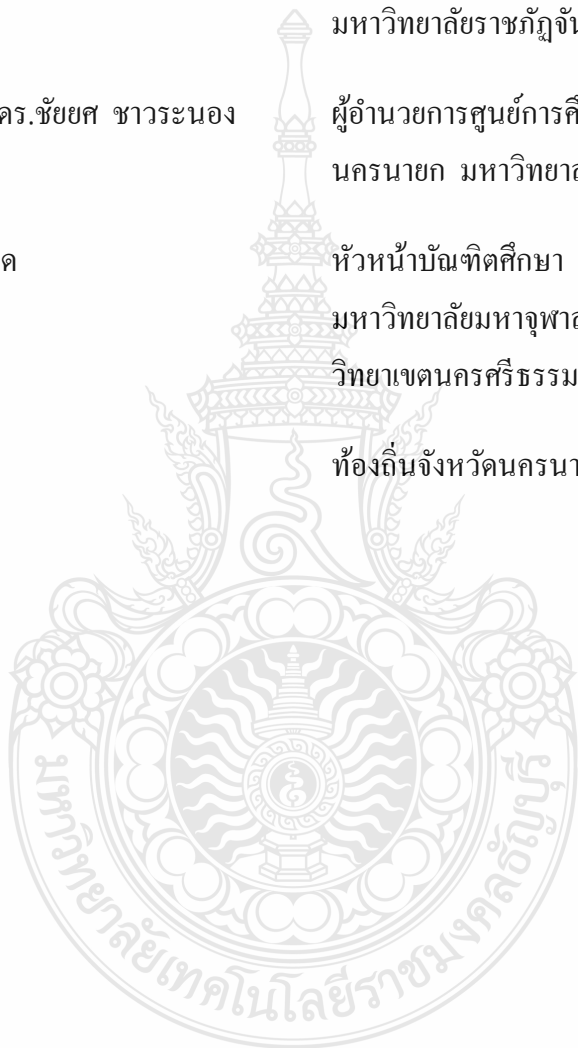 มหาวิทยาลัยราชภัฏจัน
ดร.ชัยยศ ชาวระนอง ผู้อำนวยการศูนย์การศึ
นครนายก มหาวิทยาล
ด หัวหน้าบัณฑิตศึกษา
มหาวิทยาลัยมหาจุฬาล
วิทยาเขตนครศรีธรรม
ท้องถิ่นจังหวัดนครนา
มหาวิทยาลัยเทคโนโลยีราชมงคลธัญบุรี